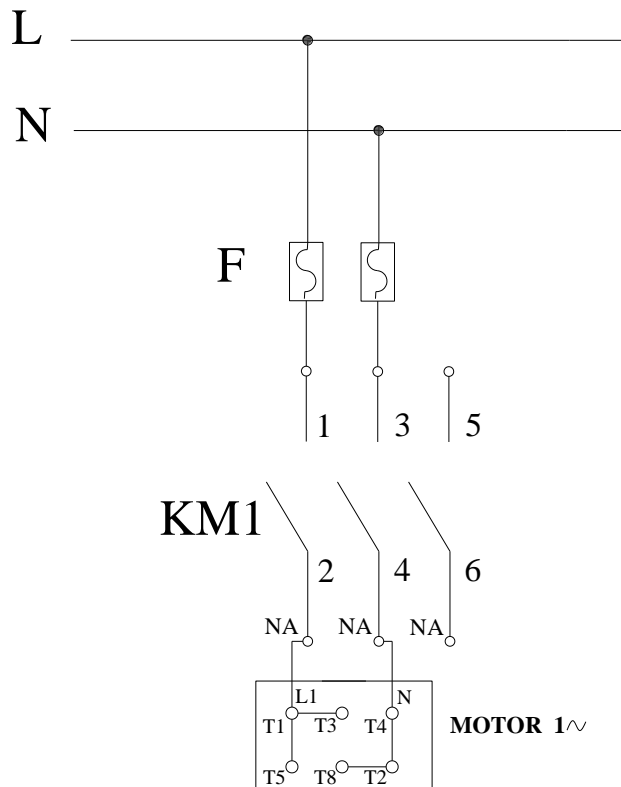 L
N
F
1 3 5
KM1
2 4 6
NA NA NA
L1 N
T1 T3 T4 MOTOR 1~
T5 T8 T2